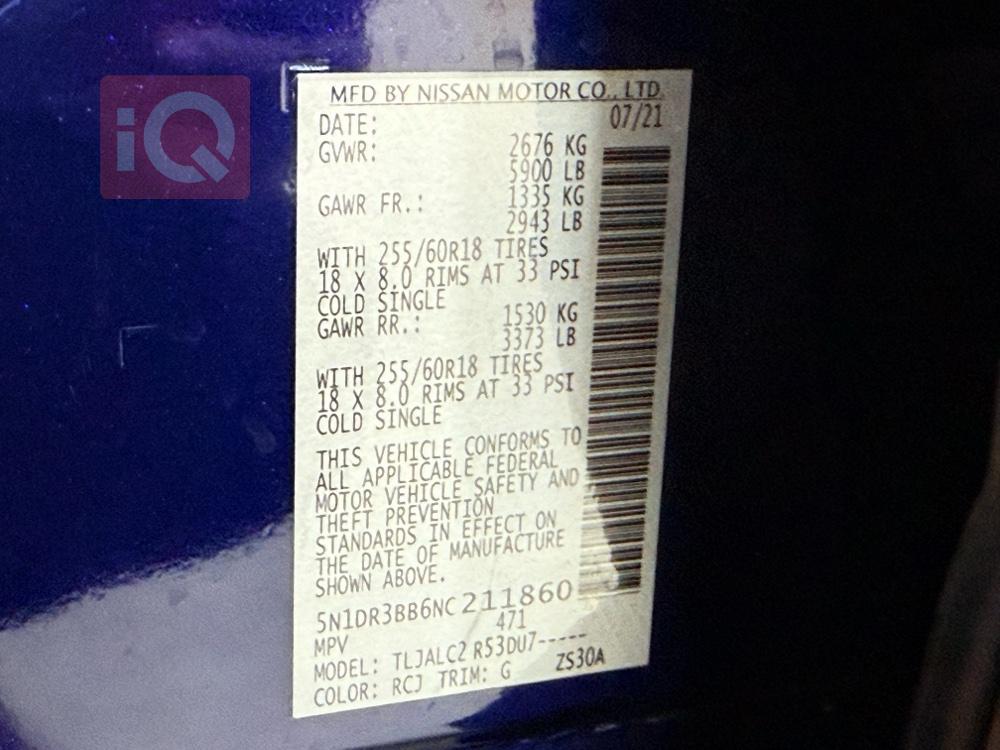 iQ
MFD BY NISSAN MOTOR CO., LTD.
DATE: 07/21
GVWR: 2676 KG
5900 LB
GAWR FR.: 1335 KG
2943 LB
WITH 255/60R18 TIRES
18 X 8.0 RIMS AT 33 PSI
COLD SINGLE
GAWR RR.: 1530 KG
3373 LB
WITH 255/60R18 TIRES
18 X 8.0 RIMS AT 33 PSI
COLD SINGLE
THIS VEHICLE CONFORMS TO
ALL APPLICABLE FEDERAL
MOTOR VEHICLE SAFETY AND
THEFT PREVENTION
STANDARDS IN EFFECT ON
THE DATE OF MANUFACTURE
SHOWN ABOVE.
5N1DR3BB6NC211860
MPV 471
MODEL: TLJALC2 R53DU7-----
COLOR: RCJ TRIM: G ZS30A